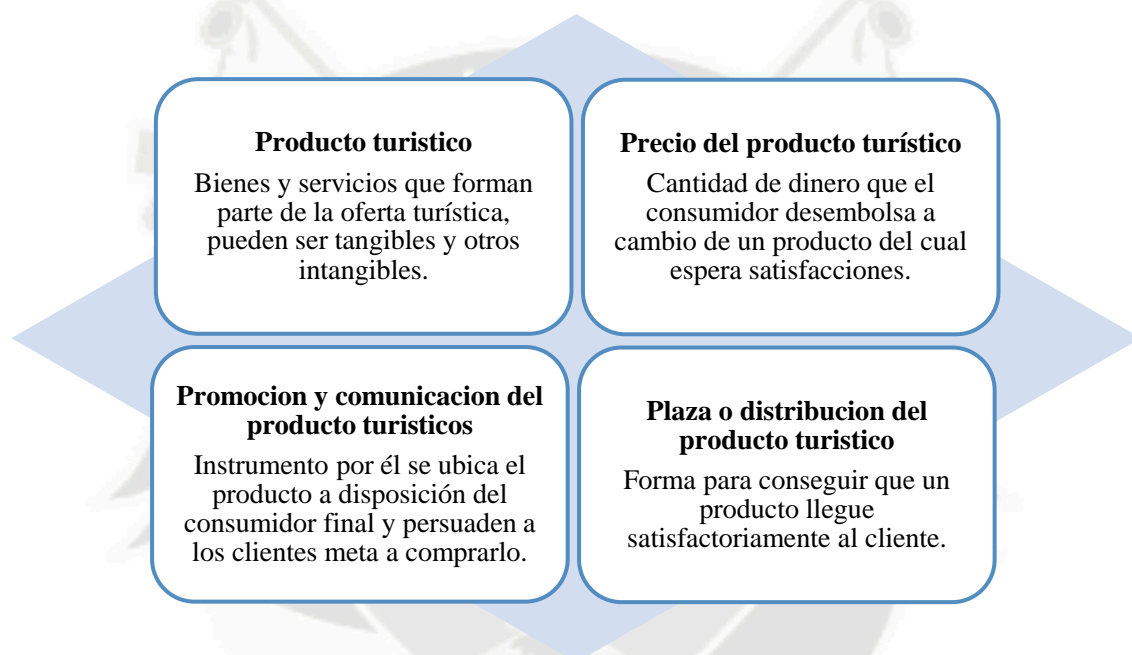 Producto turistico
Bienes y servicios que forman
parte de la oferta turística,
pueden ser tangibles y otros
intangibles.
Precio del producto turístico
Cantidad de dinero que el
consumidor desembolsa a
cambio de un producto del cual
espera satisfacciones.
Promocion y comunicacion del
producto turisticos
Instrumento por él se ubica el
producto a disposición del
consumidor final y persuaden a
los clientes meta a comprarlo.
Plaza o distribucion del
producto turistico
Forma para conseguir que un
producto llegue
satisfactoriamente al cliente.